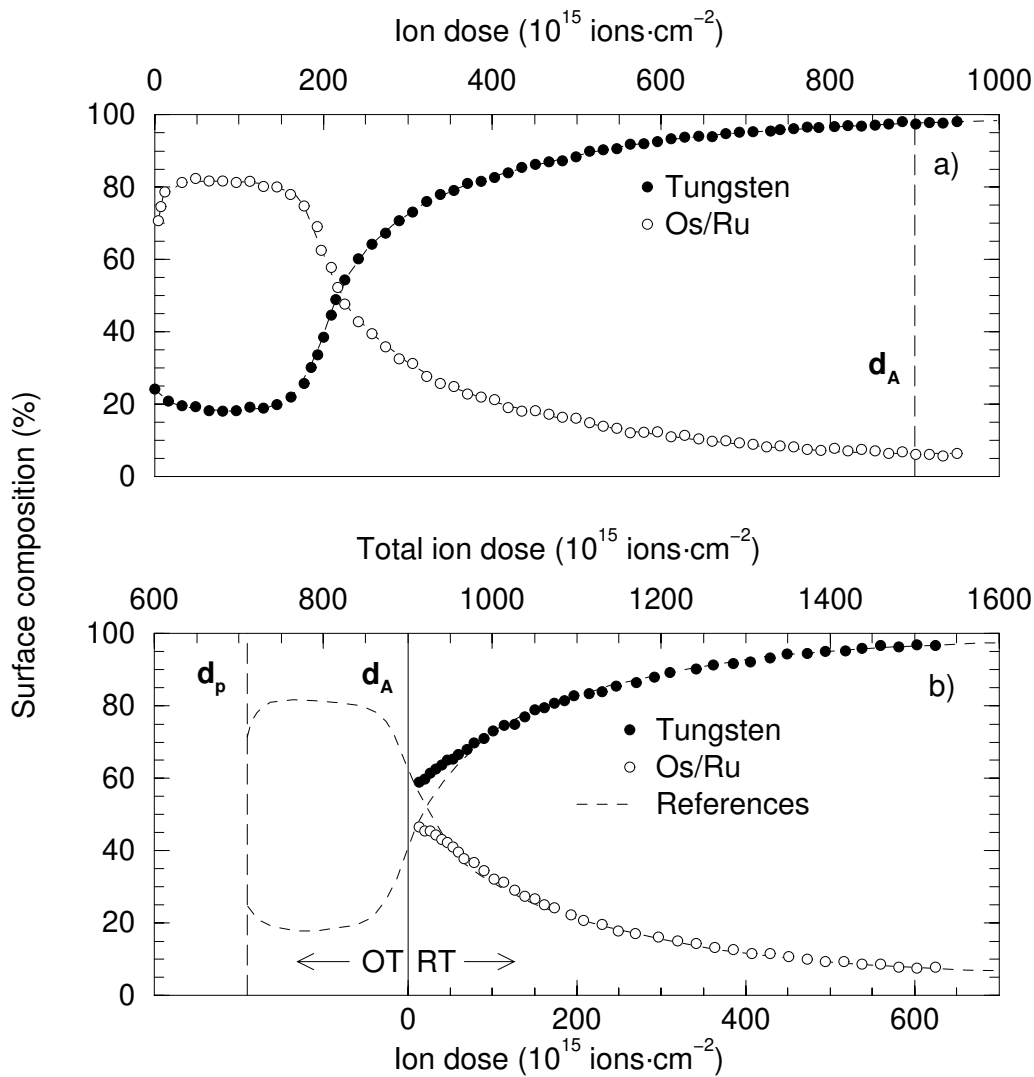 Ion dose (10¹⁵ ions·cm⁻²)
0 200 400 600 800 1000
100
80
60
40
20
0
a)
Tungsten
Os/Ru
d_A
Surface composition (%)
Total ion dose (10¹⁵ ions·cm⁻²)
600 800 1000 1200 1400 1600
100
80
60
40
20
0
d_p d_A b)
Tungsten
Os/Ru
References
OT RT
0 200 400 600
Ion dose (10¹⁵ ions·cm⁻²)